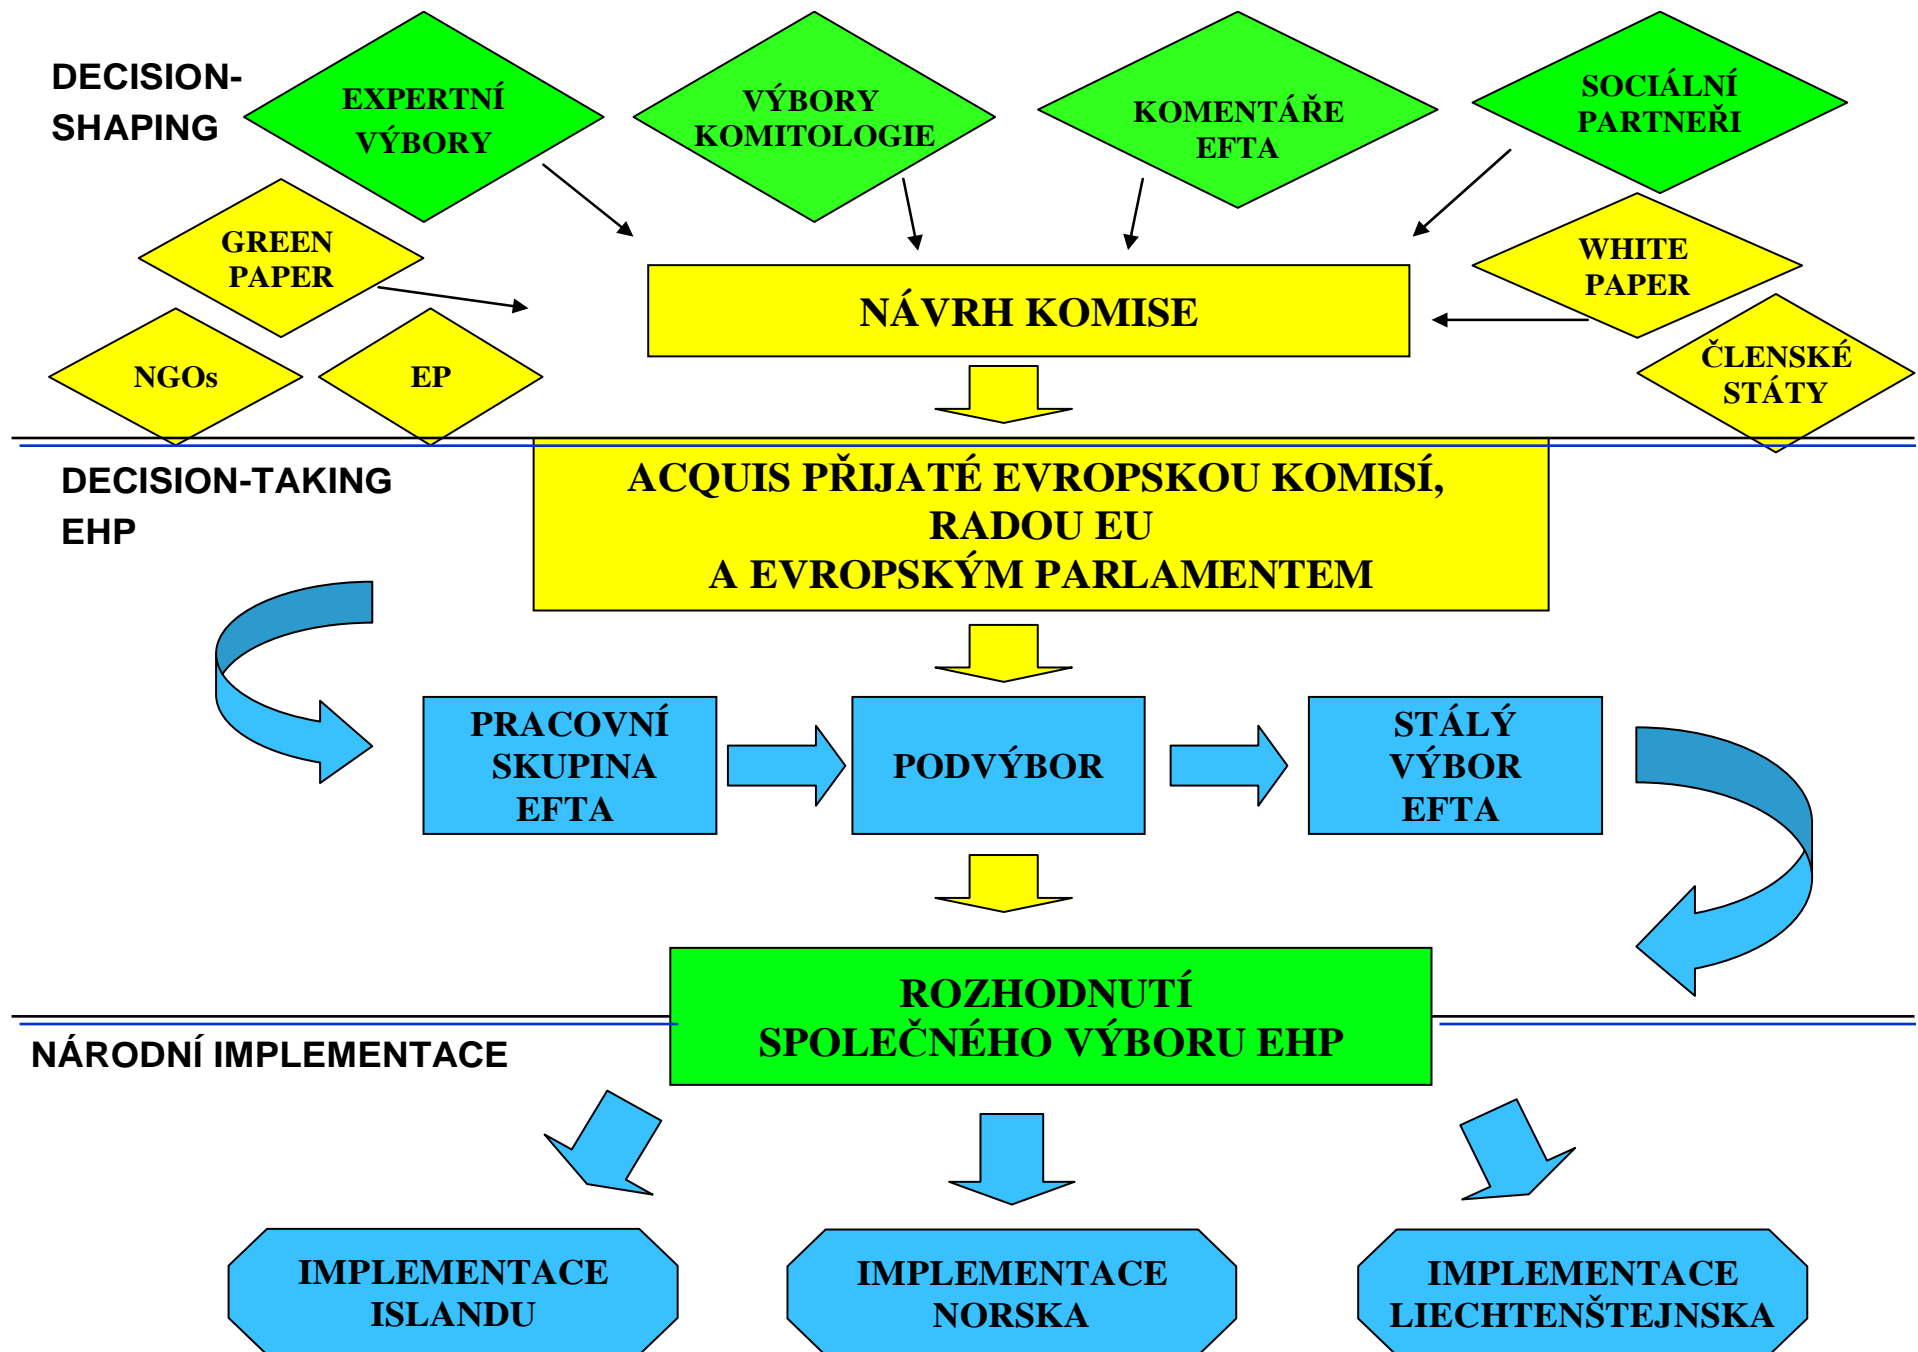 DECISION-
SHAPING
EXPERTNÍ
VÝBORY
VÝBORY
KOMITOLOGIE
KOMENTÁŘE
EFTA
SOCIÁLNÍ
PARTNEŘI
GREEN
PAPER
WHITE
PAPER
NÁVRH KOMISE
NGOs
EP
ČLENSKÉ
STÁTY
DECISION-TAKING
EHP
ACQUIS PŘIJATÉ EVROPSKOU KOMISÍ,
RADOU EU
A EVROPSKÝM PARLAMENTEM
PRACOVNÍ
SKUPINA
EFTA
PODVÝBOR
STÁLÝ
VÝBOR
EFTA
ROZHODNUTÍ
SPOLEČNÉHO VÝBORU EHP
NÁRODNÍ IMPLEMENTACE
IMPLEMENTACE
ISLANDU
IMPLEMENTACE
NORSKA
IMPLEMENTACE
LIECHTENŠTEJNSKA